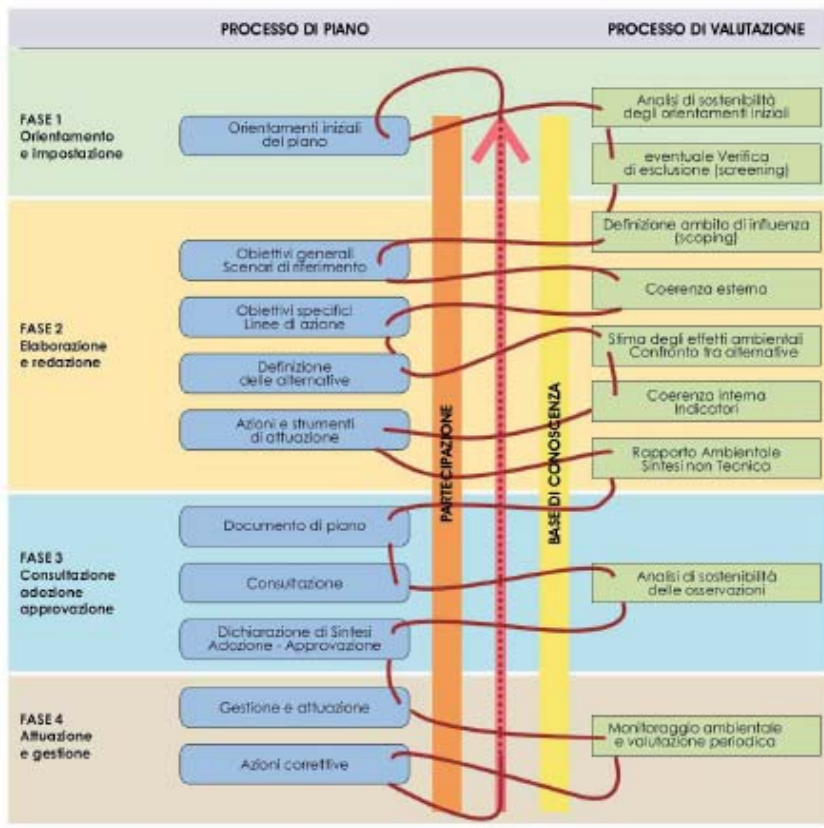 PROCESSO DI PIANO
PROCESSO DI VALUTAZIONE
FASE 1
Orientamento
e impostazione
Orientamenti iniziali
del piano
Analisi di sostenibilità
degli orientamenti iniziali
eventuale Verifica
di esclusione (screening)
FASE 2
Elaborazione
e redazione
Definizione ambito di influenza
(scoping)
Obiettivi generali
Scenari di riferimento
Coerenza esterna
Obiettivi specifici
Linee di azione
Stima degli effetti ambientali
Confronto tra alternative
Definizione
delle alternative
Coerenza interna
Indicatori
Azioni e strumenti
di attuazione
Rapporto Ambientale
Sintesi non Tecnica
PARTECIPAZIONE
BASE DI CONOSCENZA
FASE 3
Consultazione
adozione
approvazione
Documento di piano
Consultazione
Analisi di sostenibilità
delle osservazioni
Dichiarazione di Sintesi
Adozione - Approvazione
FASE 4
Attuazione
e gestione
Gestione e attuazione
Monitoraggio ambientale
e valutazione periodica
Azioni correttive